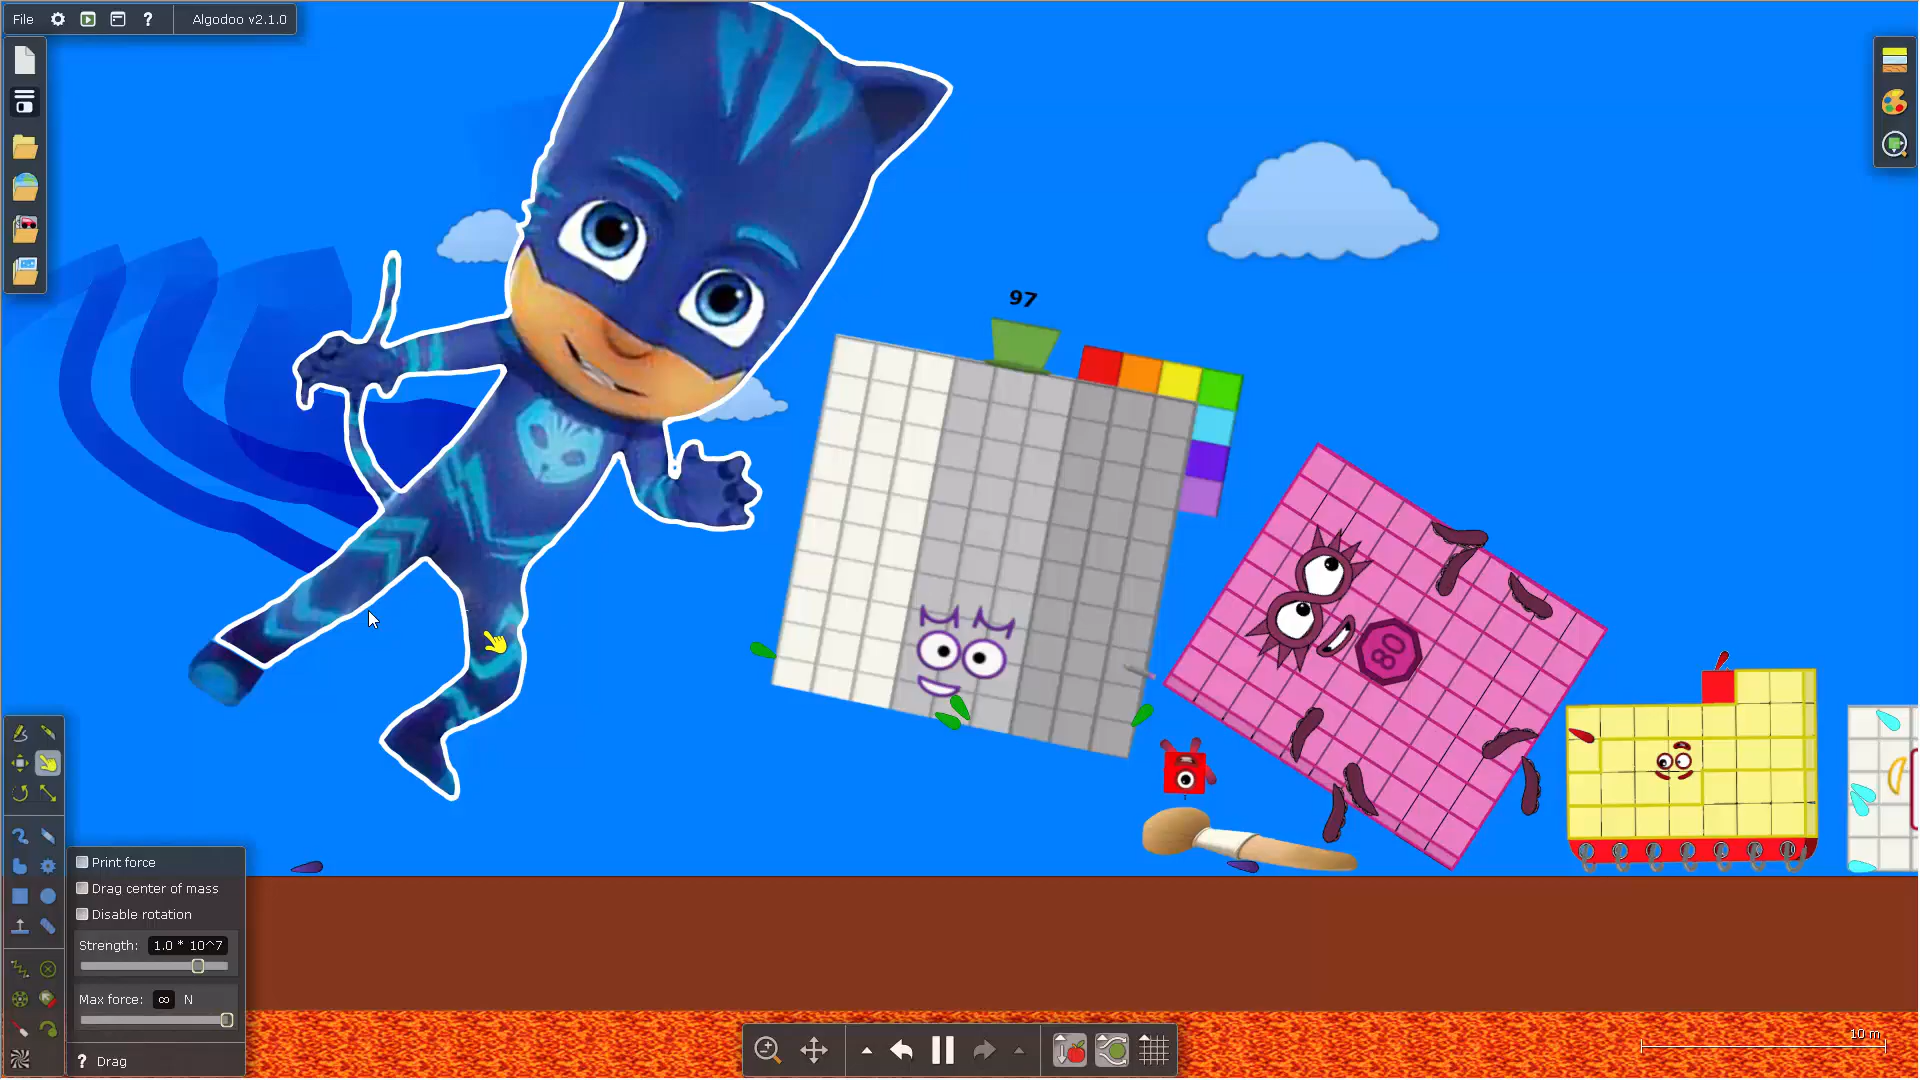 File ? Algodoo v2.1.0
97
80
Print force
Drag center of mass
Disable rotation
Strength: 1.0 * 10^7
Max force: ∞ N
? Drag
10 m